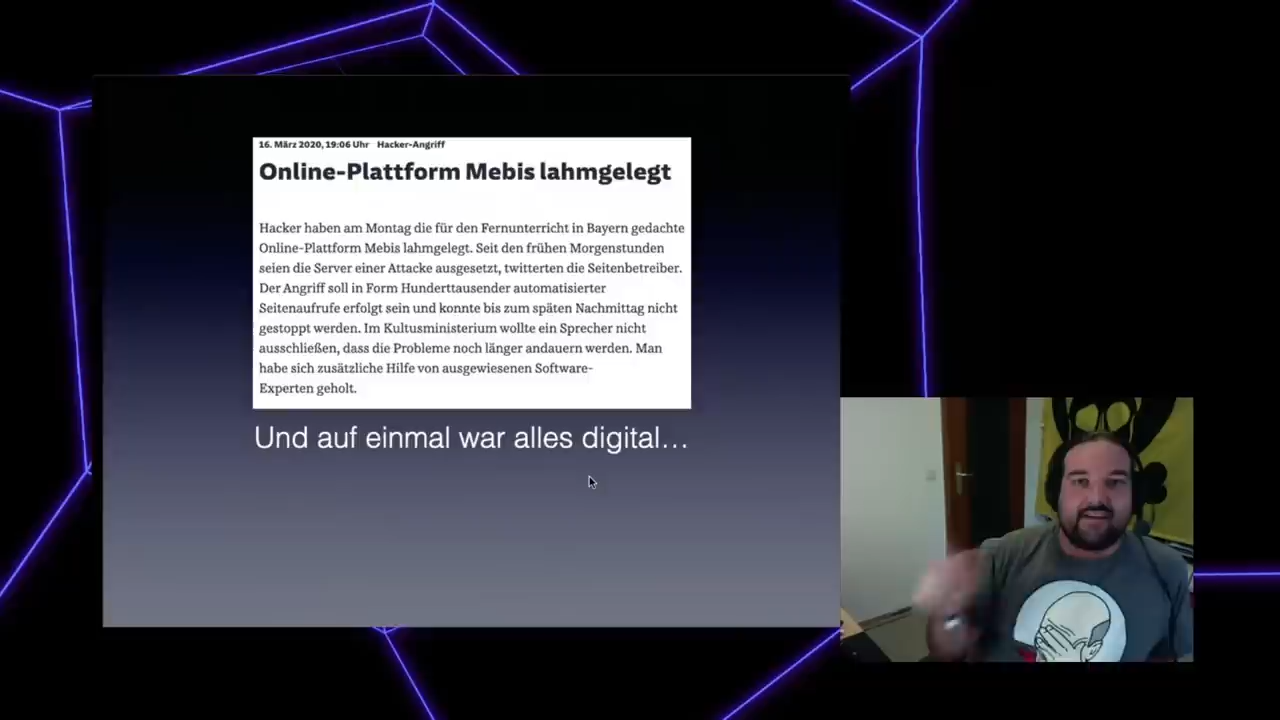 16. März 2020, 19:06 Uhr Hacker-Angriff
Online-Plattform Mebis lahmgelegt
Hacker haben am Montag die für den Fernunterricht in Bayern gedachte
Online-Plattform Mebis lahmgelegt. Seit den frühen Morgenstunden
seien die Server einer Attacke ausgesetzt, twitterten die Seitenbetreiber.
Der Angriff soll in Form Hunderttausender automatisierter
Seitenaufrufe erfolgt sein und konnte bis zum späten Nachmittag nicht
gestoppt werden. Im Kultusministerium wollte ein Sprecher nicht
ausschließen, dass die Probleme noch länger andauern werden. Man
habe sich zusätzliche Hilfe von ausgewiesenen Software-
Experten geholt.
Und auf einmal war alles digital…